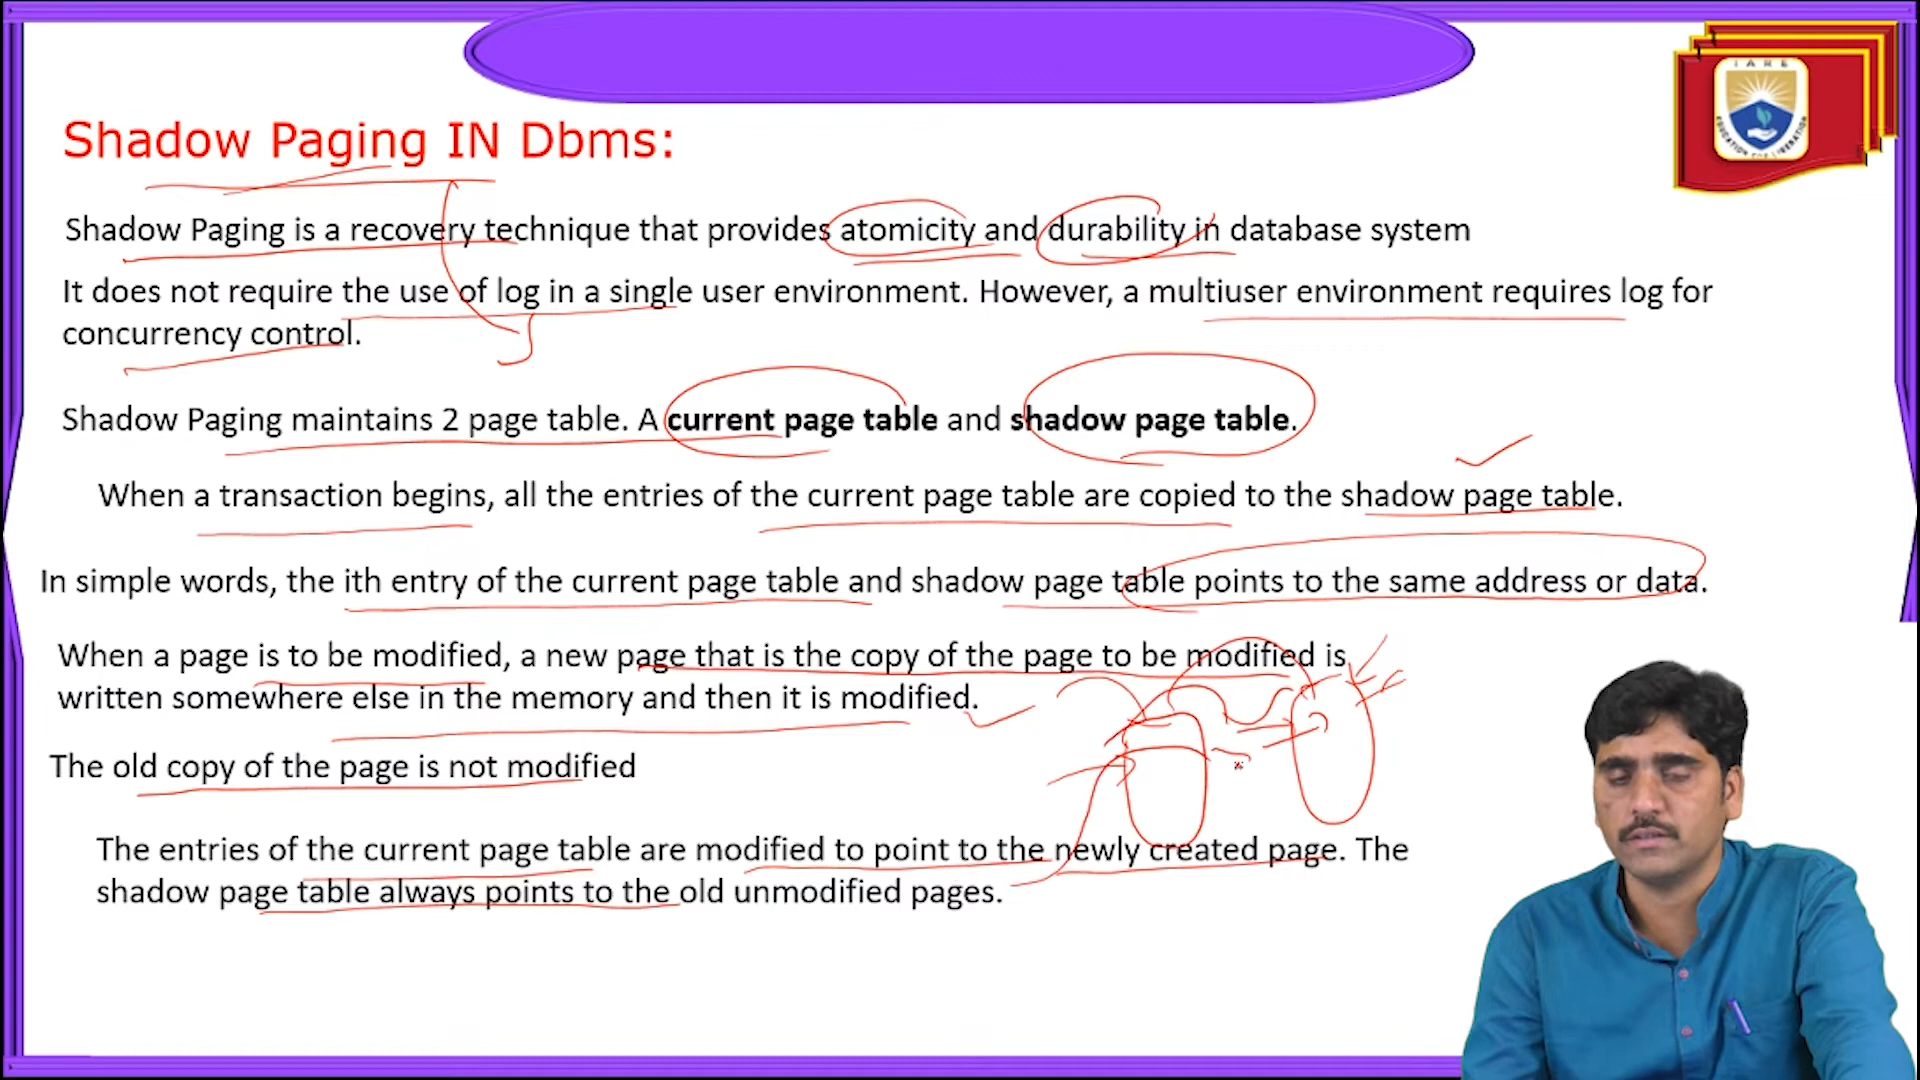 IARE
EDUCATION FOR LIBERATION
Shadow Paging IN Dbms:
Shadow Paging is a recovery technique that provides atomicity and durability in database system
It does not require the use of log in a single user environment. However, a multiuser environment requires log for
concurrency control.
Shadow Paging maintains 2 page table. A current page table and shadow page table.
When a transaction begins, all the entries of the current page table are copied to the shadow page table.
In simple words, the ith entry of the current page table and shadow page table points to the same address or data.
When a page is to be modified, a new page that is the copy of the page to be modified is
written somewhere else in the memory and then it is modified.
The old copy of the page is not modified
The entries of the current page table are modified to point to the newly created page. The
shadow page table always points to the old unmodified pages.